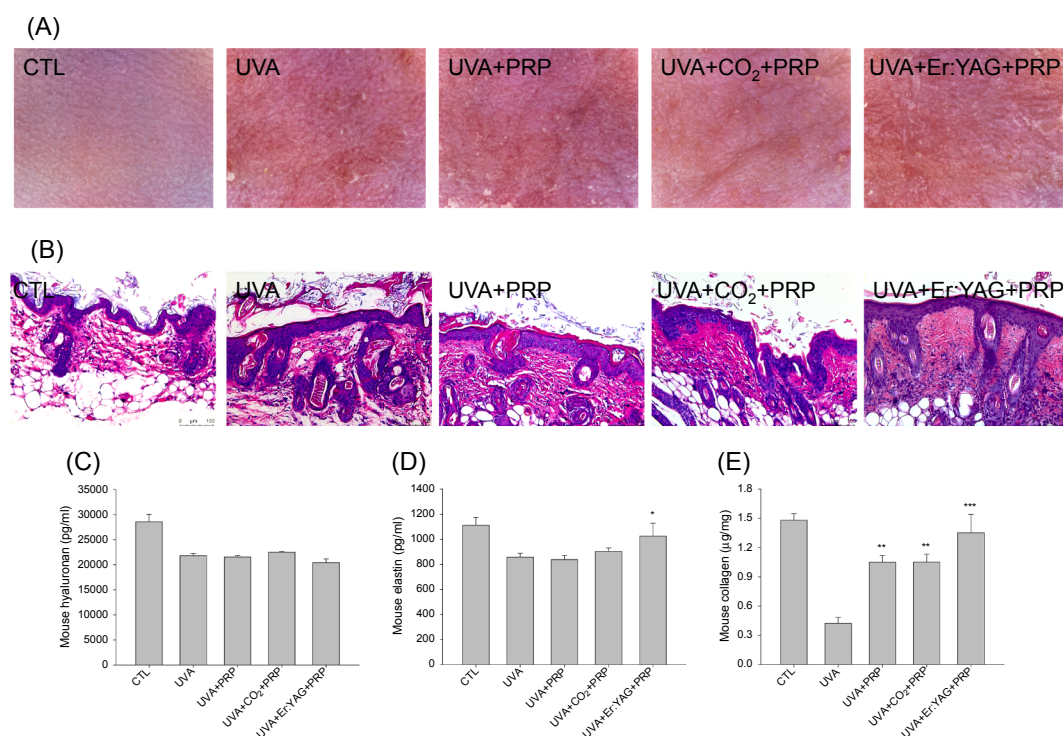 (A)
CTL
UVA
UVA+PRP
UVA+CO₂+PRP
UVA+Er:YAG+PRP
(B)
CTL
UVA
UVA+PRP
UVA+CO₂+PRP
UVA+Er:YAG+PRP
0 µm 100
(C)
Mouse hyaluronan (pg/ml)
35000
30000
25000
20000
15000
10000
5000
0
CTL
UVA
UVA+PRP
UVA+CO₂+PRP
UVA+Er:YAG+PRP
(D)
Mouse elastin (pg/ml)
1400
1200
1000
800
600
400
200
0
*
CTL
UVA
UVA+PRP
UVA+CO₂+PRP
UVA+Er:YAG+PRP
(E)
Mouse collagen (µg/mg)
1.8
1.5
1.2
0.9
0.6
0.3
0.0
**
**
***
CTL
UVA
UVA+PRP
UVA+CO₂+PRP
UVA+Er:YAG+PRP